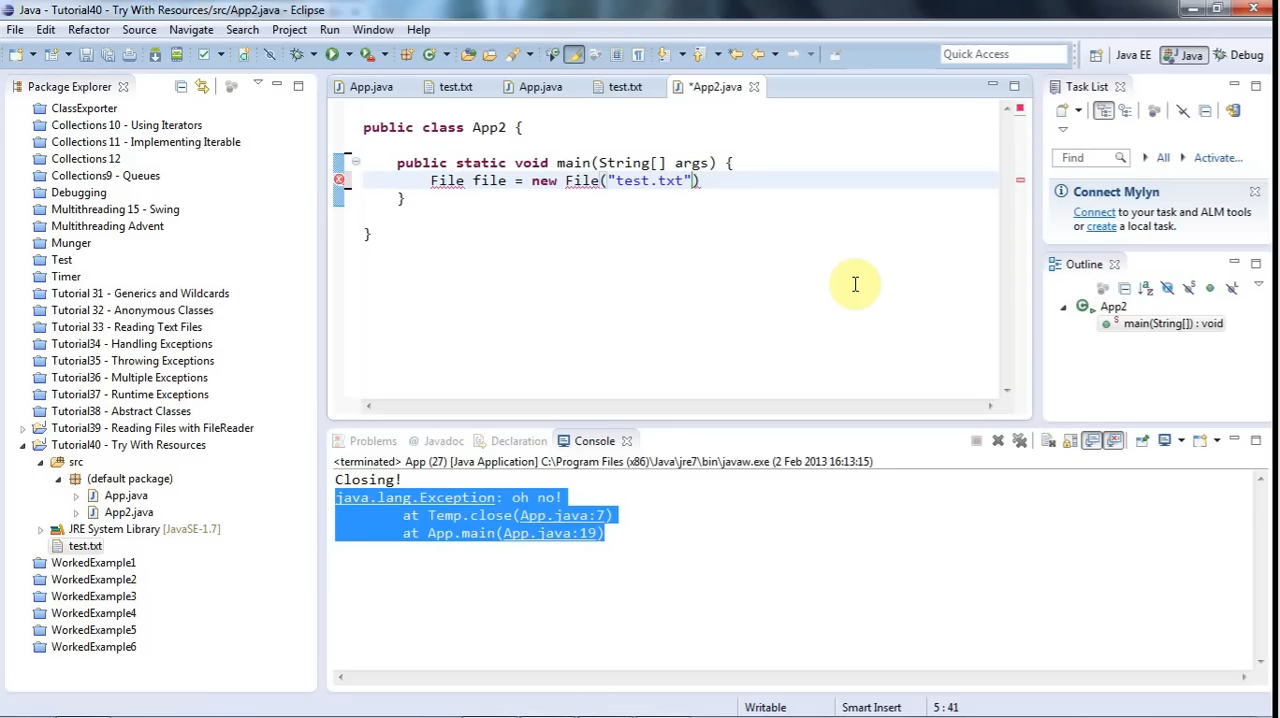 Java - Tutorial40 - Try With Resources/src/App2.java - Eclipse
File Edit Refactor Source Navigate Search Project Run Window Help
Quick Access Java EE Java Debug
Package Explorer
ClassExporter
Collections 10 - Using Iterators
Collections 11 - Implementing Iterable
Collections 12
Collections9 - Queues
Debugging
Multithreading 15 - Swing
Multithreading Advent
Munger
Test
Timer
Tutorial 31 - Generics and Wildcards
Tutorial 32 - Anonymous Classes
Tutorial 33 - Reading Text Files
Tutorial34 - Handling Exceptions
Tutorial35 - Throwing Exceptions
Tutorial36 - Multiple Exceptions
Tutorial37 - Runtime Exceptions
Tutorial38 - Abstract Classes
Tutorial39 - Reading Files with FileReader
Tutorial40 - Try With Resources
src
(default package)
App.java
App2.java
JRE System Library [JavaSE-1.7]
test.txt
WorkedExample1
WorkedExample2
WorkedExample3
WorkedExample4
WorkedExample5
WorkedExample6
App.java test.txt App.java test.txt *App2.java
public class App2 {
public static void main(String[] args) {
File file = new File("test.txt")
}
}
Task List
Find All Activate...
Connect Mylyn
Connect to your task and ALM tools
or create a local task.
Outline
App2
main(String[]) : void
Problems Javadoc Declaration Console
<terminated> App (27) [Java Application] C:\Program Files (x86)\Java\jre7\bin\javaw.exe (2 Feb 2013 16:13:15)
Closing!
java.lang.Exception: oh no!
at Temp.close(App.java:7)
at App.main(App.java:19)
Writable Smart Insert 5 : 41